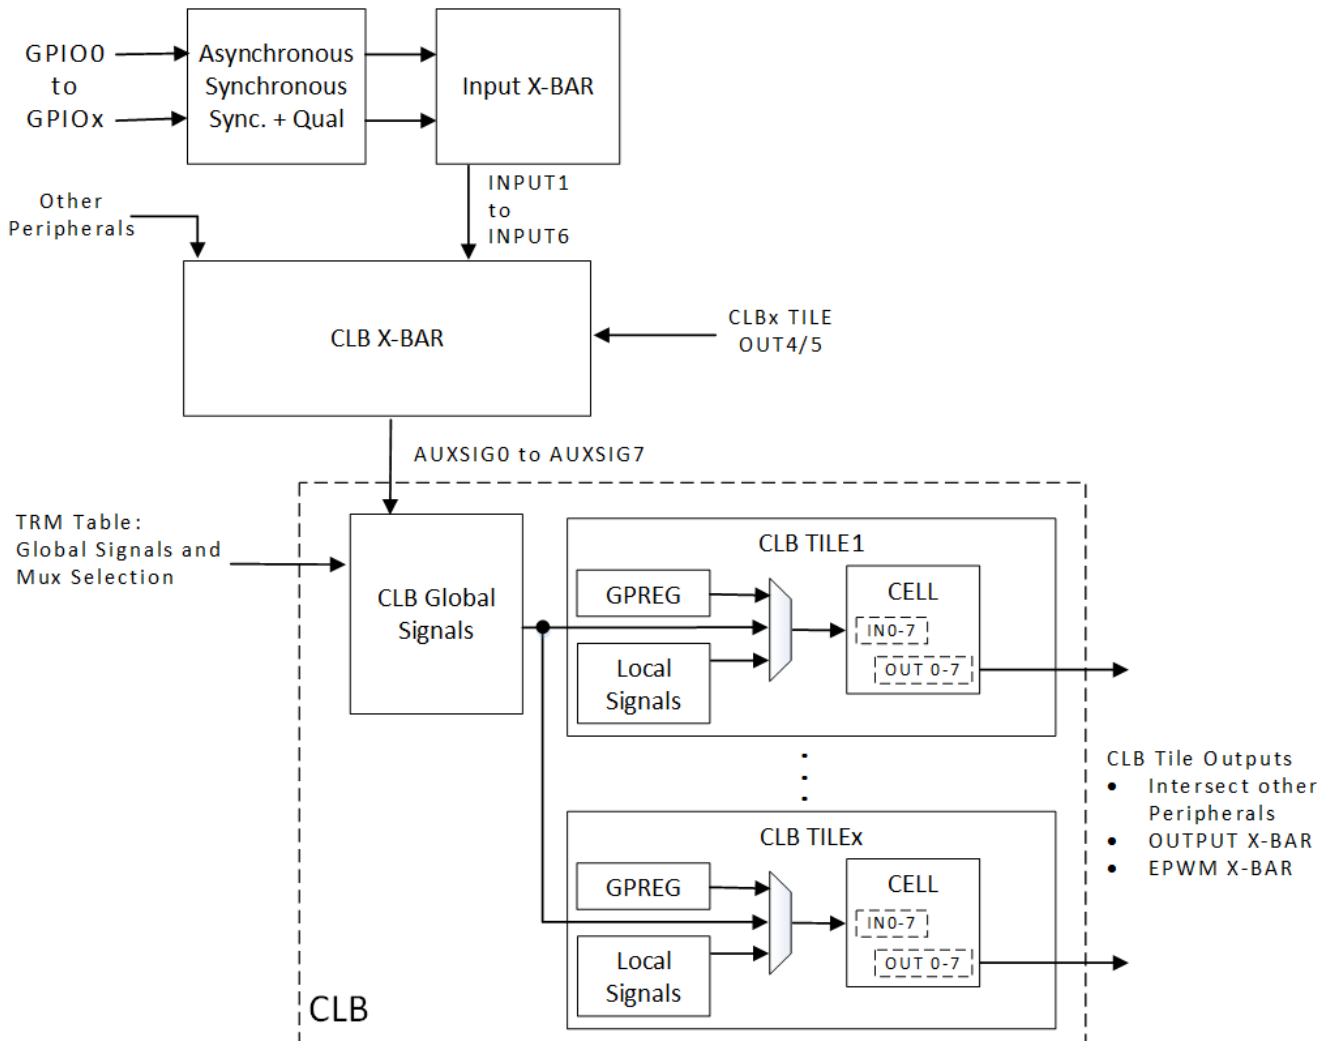 GPIO0
to
GPIOx
Asynchronous
Synchronous
Sync. + Qual
Input X-BAR
Other
Peripherals
INPUT1
to
INPUT6
CLB X-BAR
CLBx TILE
OUT4/5
AUXSIG0 to AUXSIG7
TRM Table:
Global Signals and
Mux Selection
CLB Global
Signals
CLB TILE1
GPREG
Local
Signals
CELL
IN0-7
OUT 0-7
CLB TILEx
GPREG
Local
Signals
CELL
IN0-7
OUT 0-7
CLB Tile Outputs
• Intersect other
Peripherals
• OUTPUT X-BAR
• EPWM X-BAR
CLB